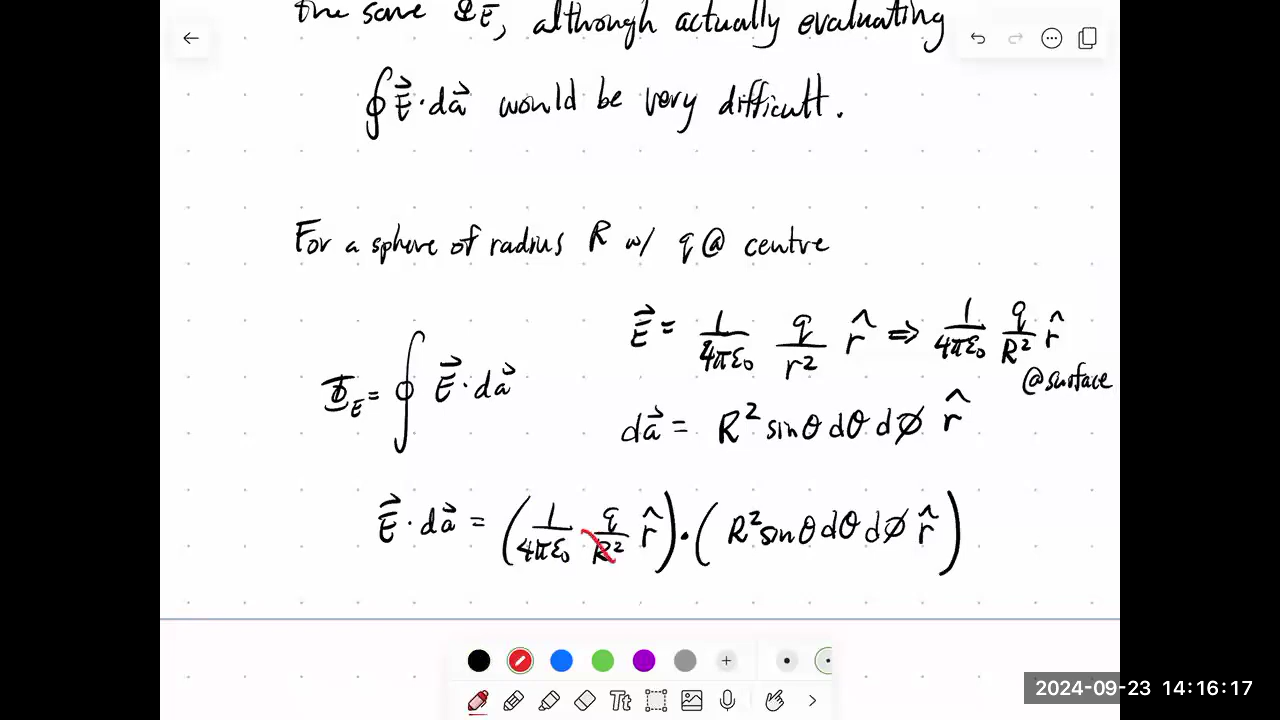 the same Φ_E, although actually evaluating
∮E⃗·da⃗ would be very difficult.
For a sphere of radius R w/ q @ centre
E⃗ = 1/4πε₀ q/r² r̂ ⇒ 1/4πε₀ q/R² r̂
@surface
Φ_E = ∮ E⃗·da⃗
da⃗ = R² sinθ dθ dφ r̂
E⃗·da⃗ = (1/4πε₀ q/R² r̂)·(R² sinθ dθ dφ r̂)
Tt
2024-09-23 14:16:17